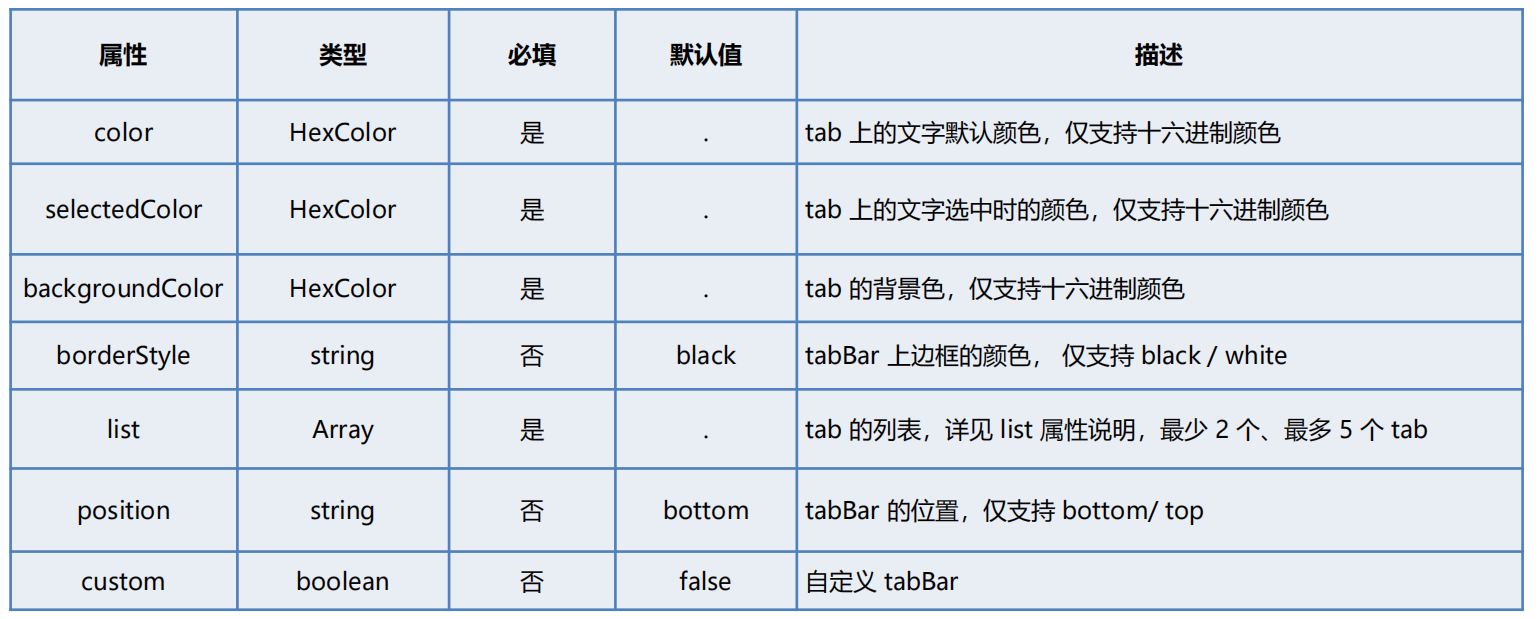 属性 类型 必填 默认值 描述
color HexColor 是 . tab 上的文字默认颜色，仅支持十六进制颜色
selectedColor HexColor 是 . tab 上的文字选中时的颜色，仅支持十六进制颜色
backgroundColor HexColor 是 . tab 的背景色，仅支持十六进制颜色
borderStyle string 否 black tabBar 上边框的颜色， 仅支持 black / white
list Array 是 . tab 的列表，详见 list 属性说明，最少 2 个、最多 5 个 tab
position string 否 bottom tabBar 的位置，仅支持 bottom/ top
custom boolean 否 false 自定义 tabBar